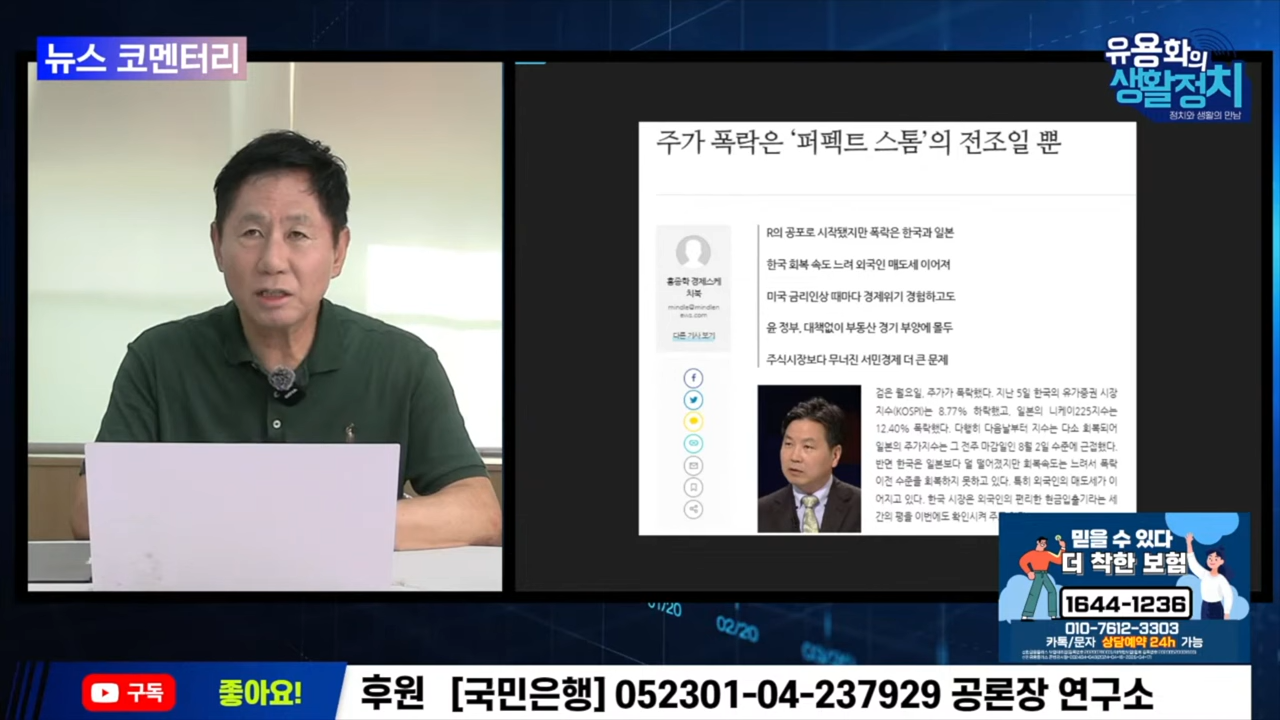 뉴스 코멘터리
유용화의
생활정치
정치와 생활의 만남
주가 폭락은 ‘퍼펙트 스톰’의 전조일 뿐
홍승학 경제스케
치북
다른 기사 보기
R의 공포로 시작됐지만 폭락은 한국과 일본
한국 회복 속도 느려 외국인 매도세 이어져
미국 금리인상 때마다 경제위기 경험하고도
윤 정부, 대책없이 부동산 경기 부양에 몰두
주식시장보다 무너진 서민경제 더 큰 문제
검은 월요일, 주가가 폭락했다. 지난 5일 한국의 유가증권 시장
지수(KOSPI)는 8.77% 하락했고, 일본의 니케이225지수는
12.40% 폭락했다. 다행히 다음날부터 지수는 다소 회복되어
일본의 주가지수는 그 전주 마감일인 8월 2일 수준에 근접했다.
반면 한국은 일본보다 덜 떨어졌지만 회복속도는 느려서 폭락
이전 수준을 회복하지 못하고 있다. 특히 외국인의 매도세가 이
어지고 있다. 한국 시장은 외국인의 편리한 현금입출기라는 세
간의 평을 이번에도 확인시켜 주
믿을 수 있다
더 착한 보험
1644-1236
010-7612-3303
카톡/문자 상담예약 24h 가능
01/20
02/20
구독
좋아요!
후원 [국민은행] 052301-04-237929 공론장 연구소